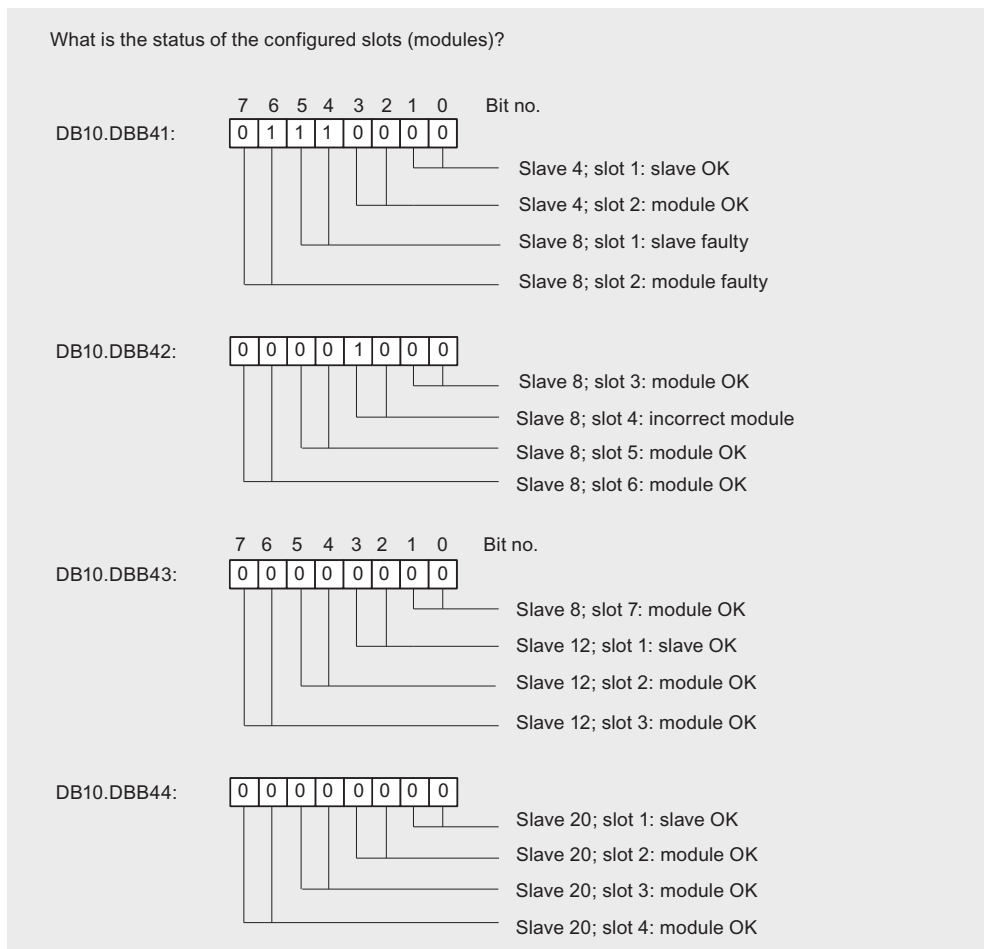 What is the status of the configured slots (modules)?
7 6 5 4 3 2 1 0 Bit no.
DB10.DBB41: 0 1 1 1 0 0 0 0
Slave 4; slot 1: slave OK
Slave 4; slot 2: module OK
Slave 8; slot 1: slave faulty
Slave 8; slot 2: module faulty
DB10.DBB42: 0 0 0 0 1 0 0 0
Slave 8; slot 3: module OK
Slave 8; slot 4: incorrect module
Slave 8; slot 5: module OK
Slave 8; slot 6: module OK
7 6 5 4 3 2 1 0 Bit no.
DB10.DBB43: 0 0 0 0 0 0 0 0
Slave 8; slot 7: module OK
Slave 12; slot 1: slave OK
Slave 12; slot 2: module OK
Slave 12; slot 3: module OK
DB10.DBB44: 0 0 0 0 0 0 0 0
Slave 20; slot 1: slave OK
Slave 20; slot 2: module OK
Slave 20; slot 3: module OK
Slave 20; slot 4: module OK